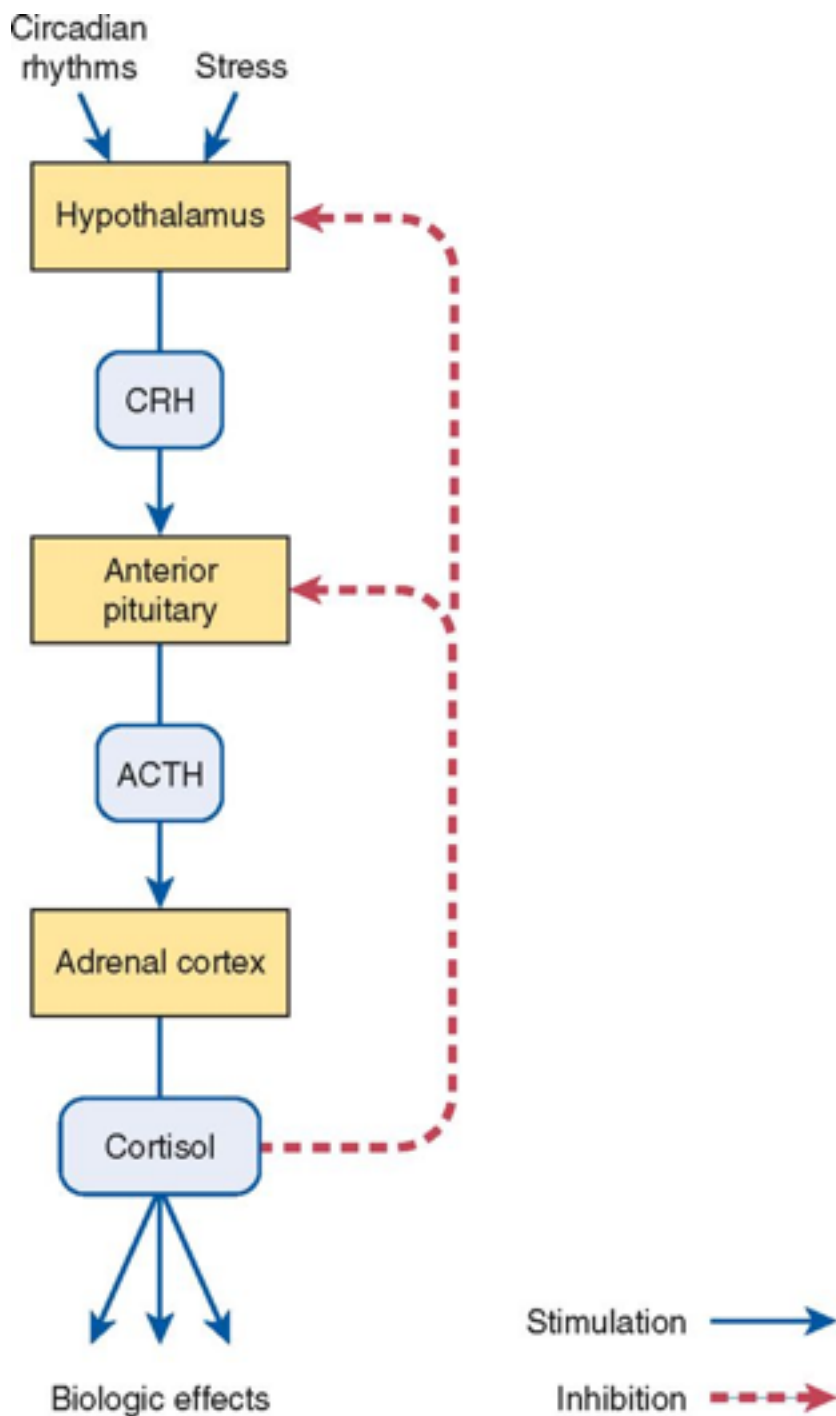 Circadian
rhythms
Stress
Hypothalamus
CRH
Anterior
pituitary
ACTH
Adrenal cortex
Cortisol
Biologic effects
Stimulation
Inhibition